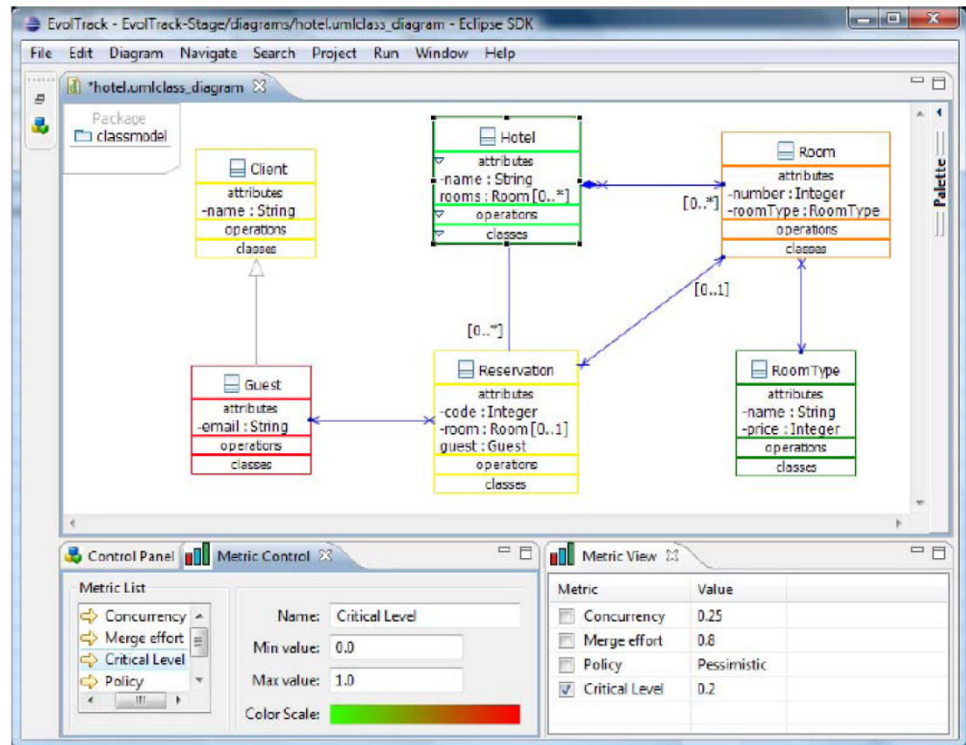 EvolTrack - EvolTrack-Stage/diagrams/hotel.umlclass_diagram - Eclipse SDK
File Edit Diagram Navigate Search Project Run Window Help
*hotel.umlclass_diagram
Package
classmodel
Client
attributes
-name : String
operations
classes
Hotel
attributes
-name : String
rooms : Room [0..*]
operations
classes
[0..*]
Room
attributes
-number : Integer
-roomType : RoomType
operations
classes
Palette
[0..1]
[0..*]
Guest
attributes
-email : String
operations
classes
Reservation
attributes
-code : Integer
-room : Room [0..1]
guest : Guest
operations
classes
RoomType
attributes
-name : String
-price : Integer
operations
classes
Control Panel Metric Control
Metric List
Concurrency
Merge effort
Critical Level
Policy
Name: Critical Level
Min value: 0.0
Max value: 1.0
Color Scale:
Metric View
Metric Value
Concurrency 0.25
Merge effort 0.8
Policy Pessimistic
Critical Level 0.2